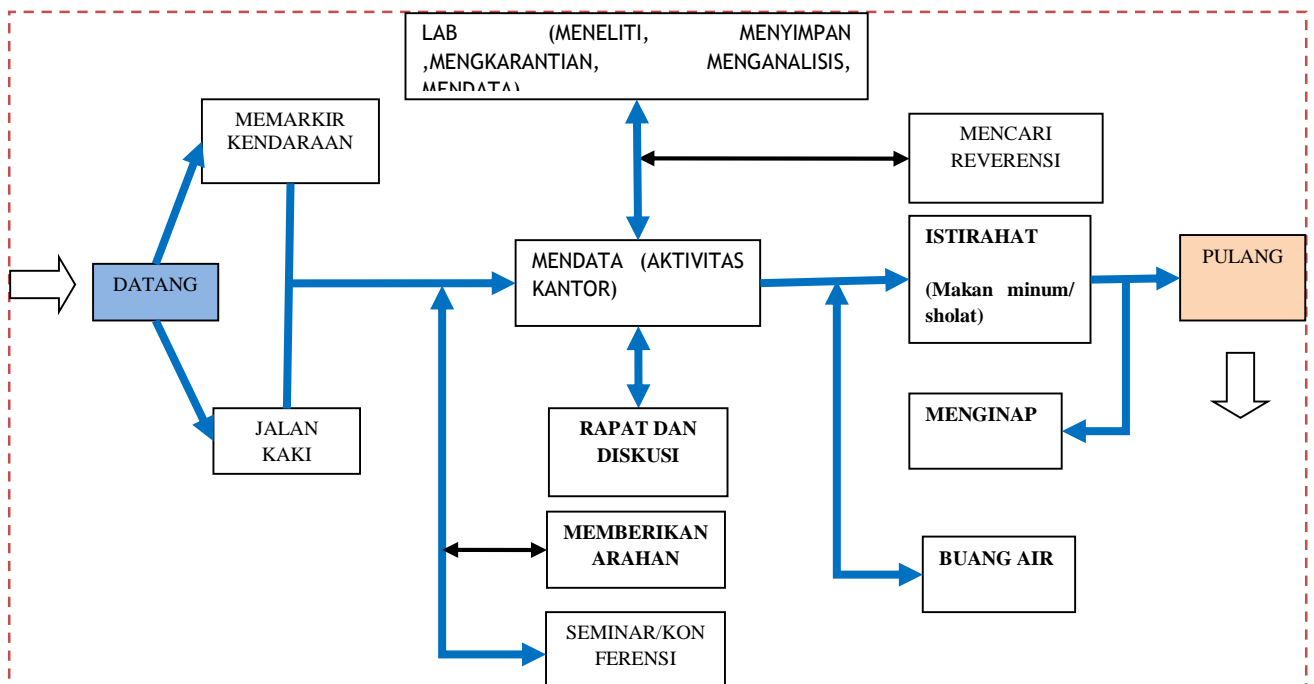 LAB (MENELITI, MENYIMPAN
,MENGKARANTIAN, MENGANALISIS,
MENDATA)
MEMARKIR
KENDARAAN
MENCARI
REVERENSI
DATANG
MENDATA (AKTIVITAS
KANTOR)
ISTIRAHAT
(Makan minum/
sholat)
PULANG
JALAN
KAKI
RAPAT DAN
DISKUSI
MENGINAP
MEMBERIKAN
ARAHAN
BUANG AIR
SEMINAR/KON
FERENSI